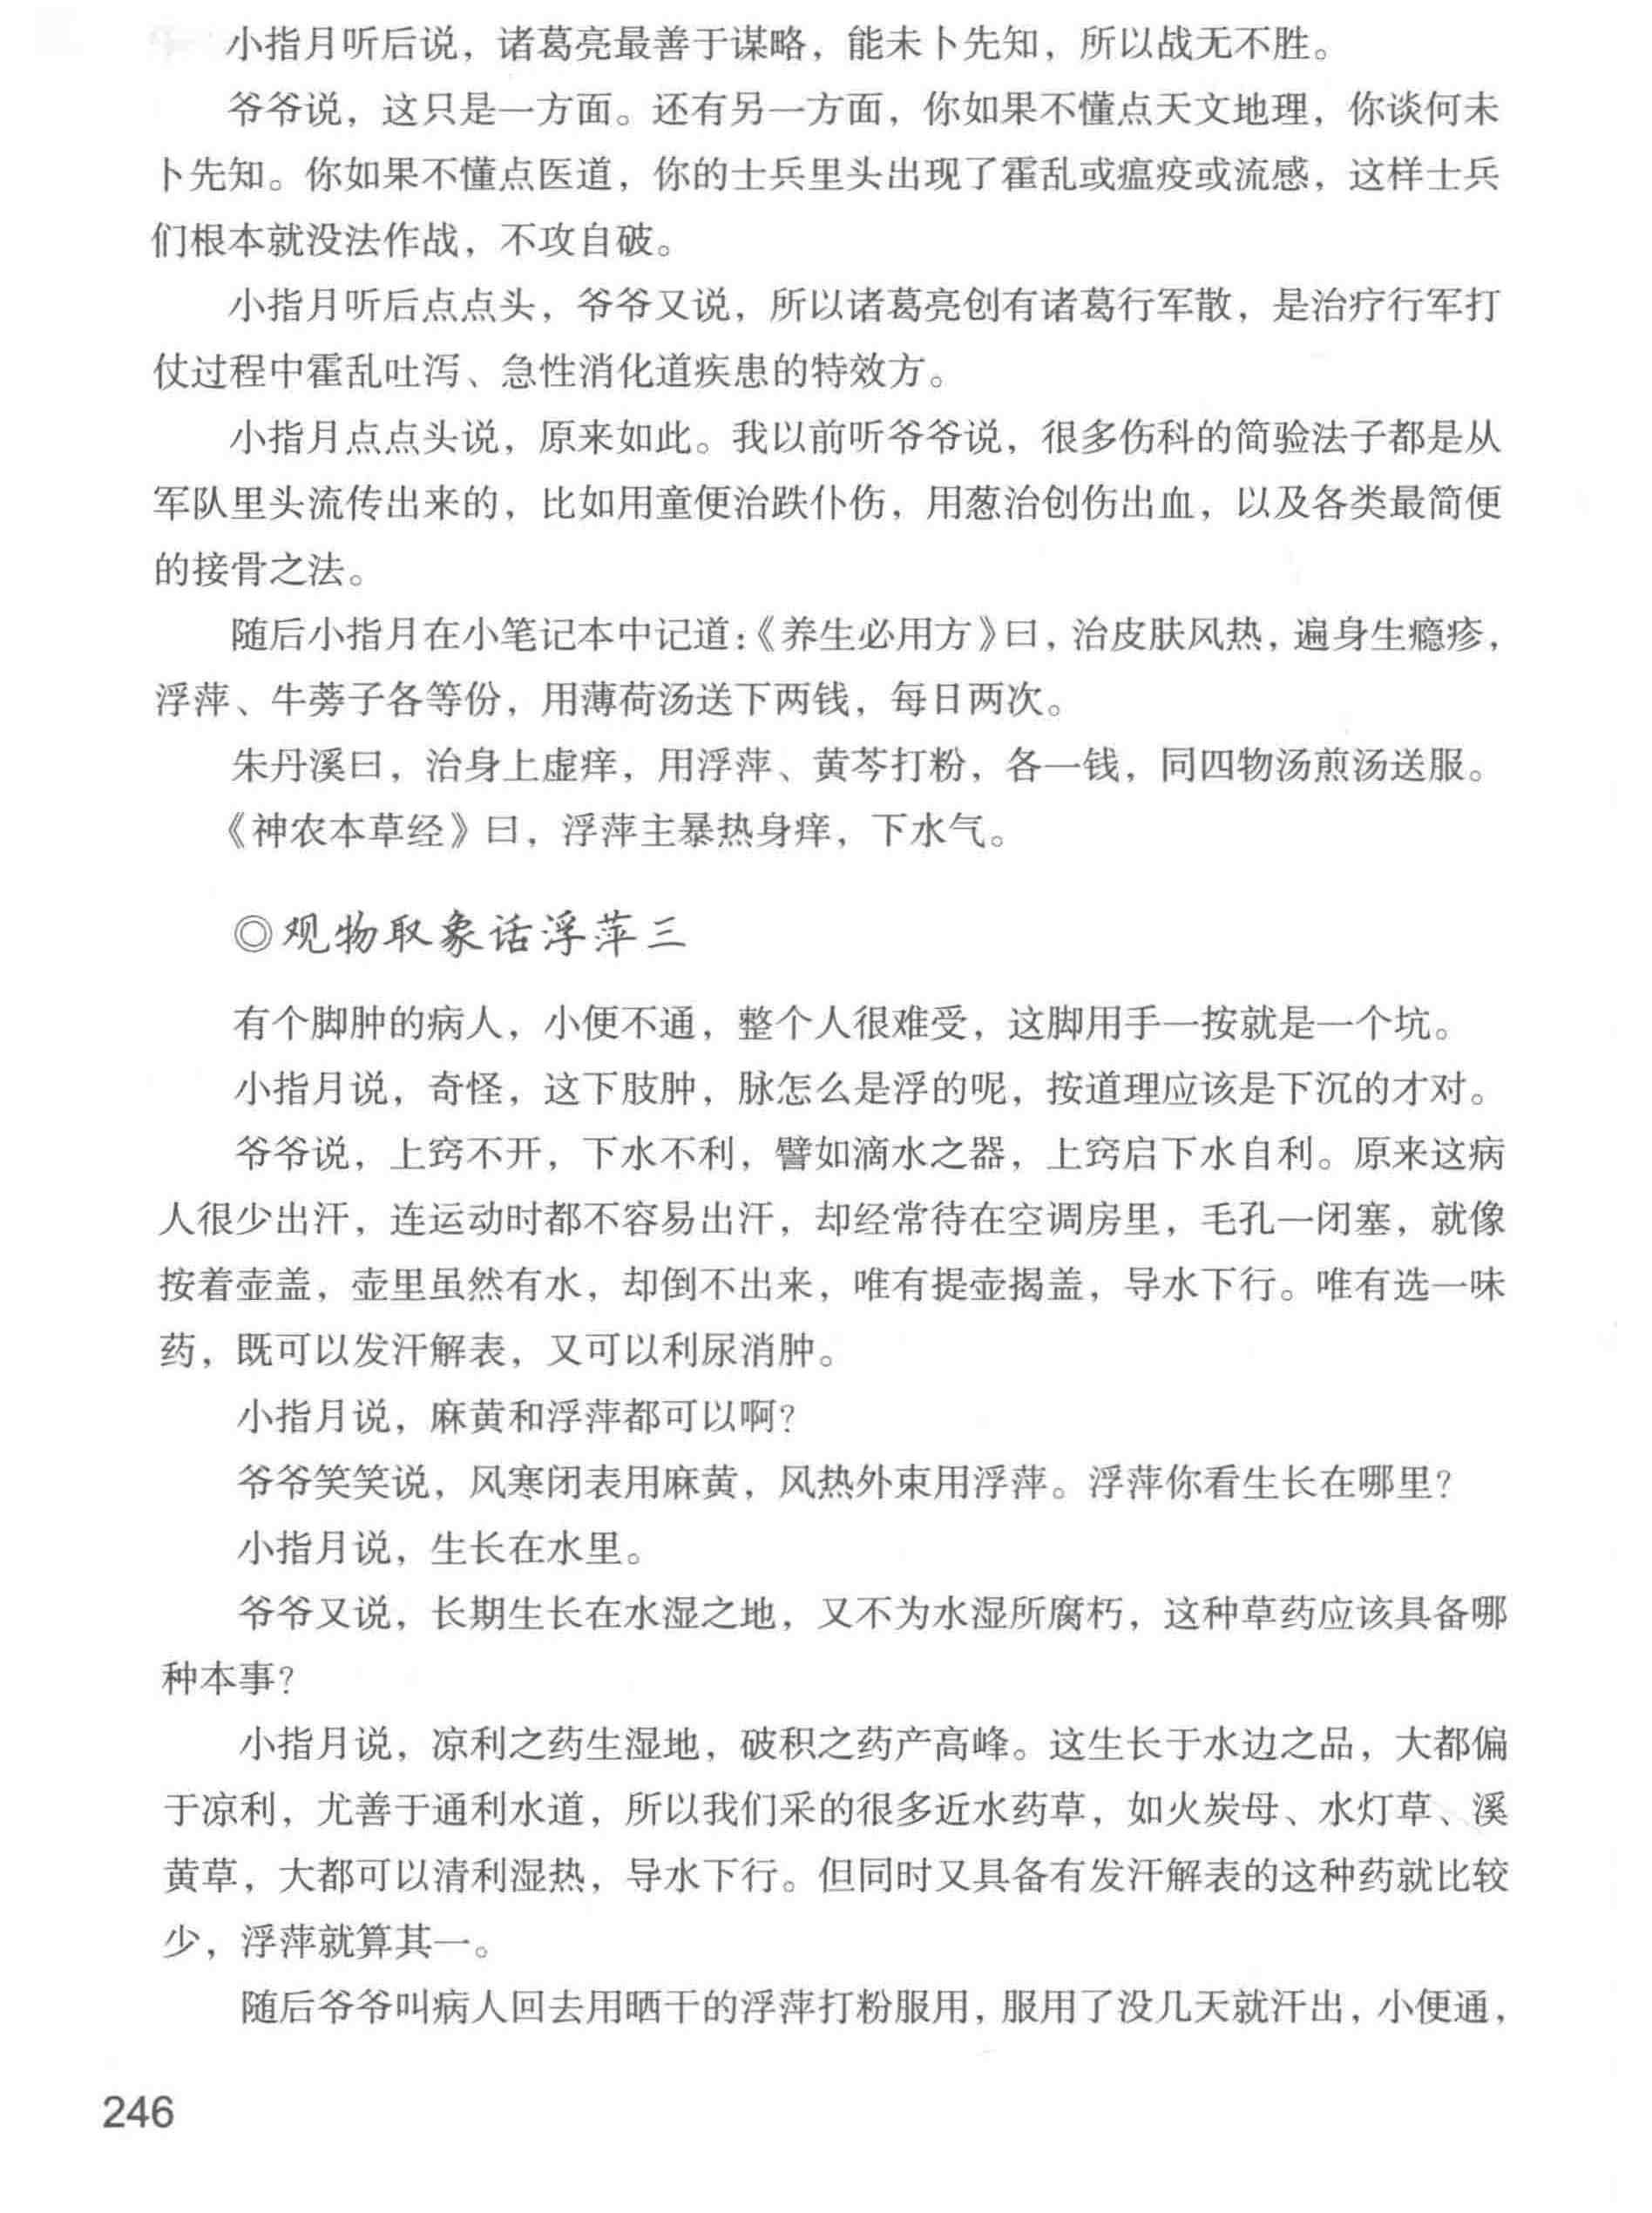 小指月听后说，诸葛亮最善于谋略，能未卜先知，所以战无不胜。
爷爷说，这只是一方面。还有另一方面，你如果不懂点天文地理，你谈何未
卜先知。你如果不懂点医道，你的士兵里头出现了霍乱或瘟疫或流感，这样士兵
们根本就没法作战，不攻自破。
小指月听后点点头，爷爷又说，所以诸葛亮创有诸葛行军散，是治疗行军打
仗过程中霍乱吐泻、急性消化道疾患的特效方。
小指月点点头说，原来如此。我以前听爷爷说，很多伤科的简验法子都是从
军队里头流传出来的，比如用童便治跌仆伤，用葱治创伤出血，以及各类最简便
的接骨之法。
随后小指月在小笔记本中记道：《养生必用方》曰，治皮肤风热，遍身生瘾疹，
浮萍、牛蒡子各等份，用薄荷汤送下两钱，每日两次。
朱丹溪曰，治身上虚痒，用浮萍、黄芩打粉，各一钱，同四物汤煎汤送服。
《神农本草经》曰，浮萍主暴热身痒，下水气。
◎观物取象话浮萍三
有个脚肿的病人，小便不通，整个人很难受，这脚用手一按就是一个坑。
小指月说，奇怪，这下肢肿，脉怎么是浮的呢，按道理应该是下沉的才对。
爷爷说，上窍不开，下水不利，譬如滴水之器，上窍启下水自利。原来这病
人很少出汗，连运动时都不容易出汗，却经常待在空调房里，毛孔一闭塞，就像
按着壶盖，壶里虽然有水，却倒不出来，唯有提壶揭盖，导水下行。唯有选一味
药，既可以发汗解表，又可以利尿消肿。
小指月说，麻黄和浮萍都可以啊？
爷爷笑笑说，风寒闭表用麻黄，风热外束用浮萍。浮萍你看生长在哪里？
小指月说，生长在水里。
爷爷又说，长期生长在水湿之地，又不为水湿所腐朽，这种草药应该具备哪
种本事？
小指月说，凉利之药生湿地，破积之药产高峰。这生长于水边之品，大都偏
于凉利，尤善于通利水道，所以我们采的很多近水药草，如火炭母、水灯草、溪
黄草，大都可以清利湿热，导水下行。但同时又具备有发汗解表的这种药就比较
少，浮萍就算其一。
随后爷爷叫病人回去用晒干的浮萍打粉服用，服用了没几天就汗出，小便通，
246